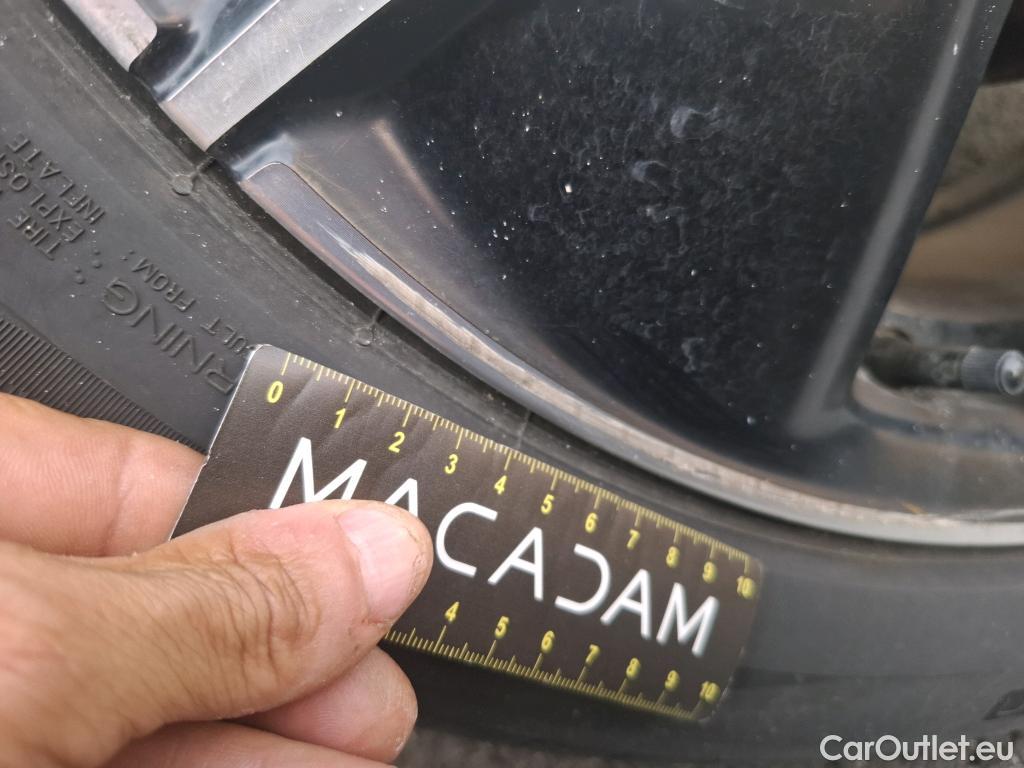 TIRE
EXPLOS
INFLATE
RNING:
ULT FROM:
0 1 2 3 4 5 6 7 8 9 10
MACADAM
4 5 6 7 8 9 10
CarOutlet.eu